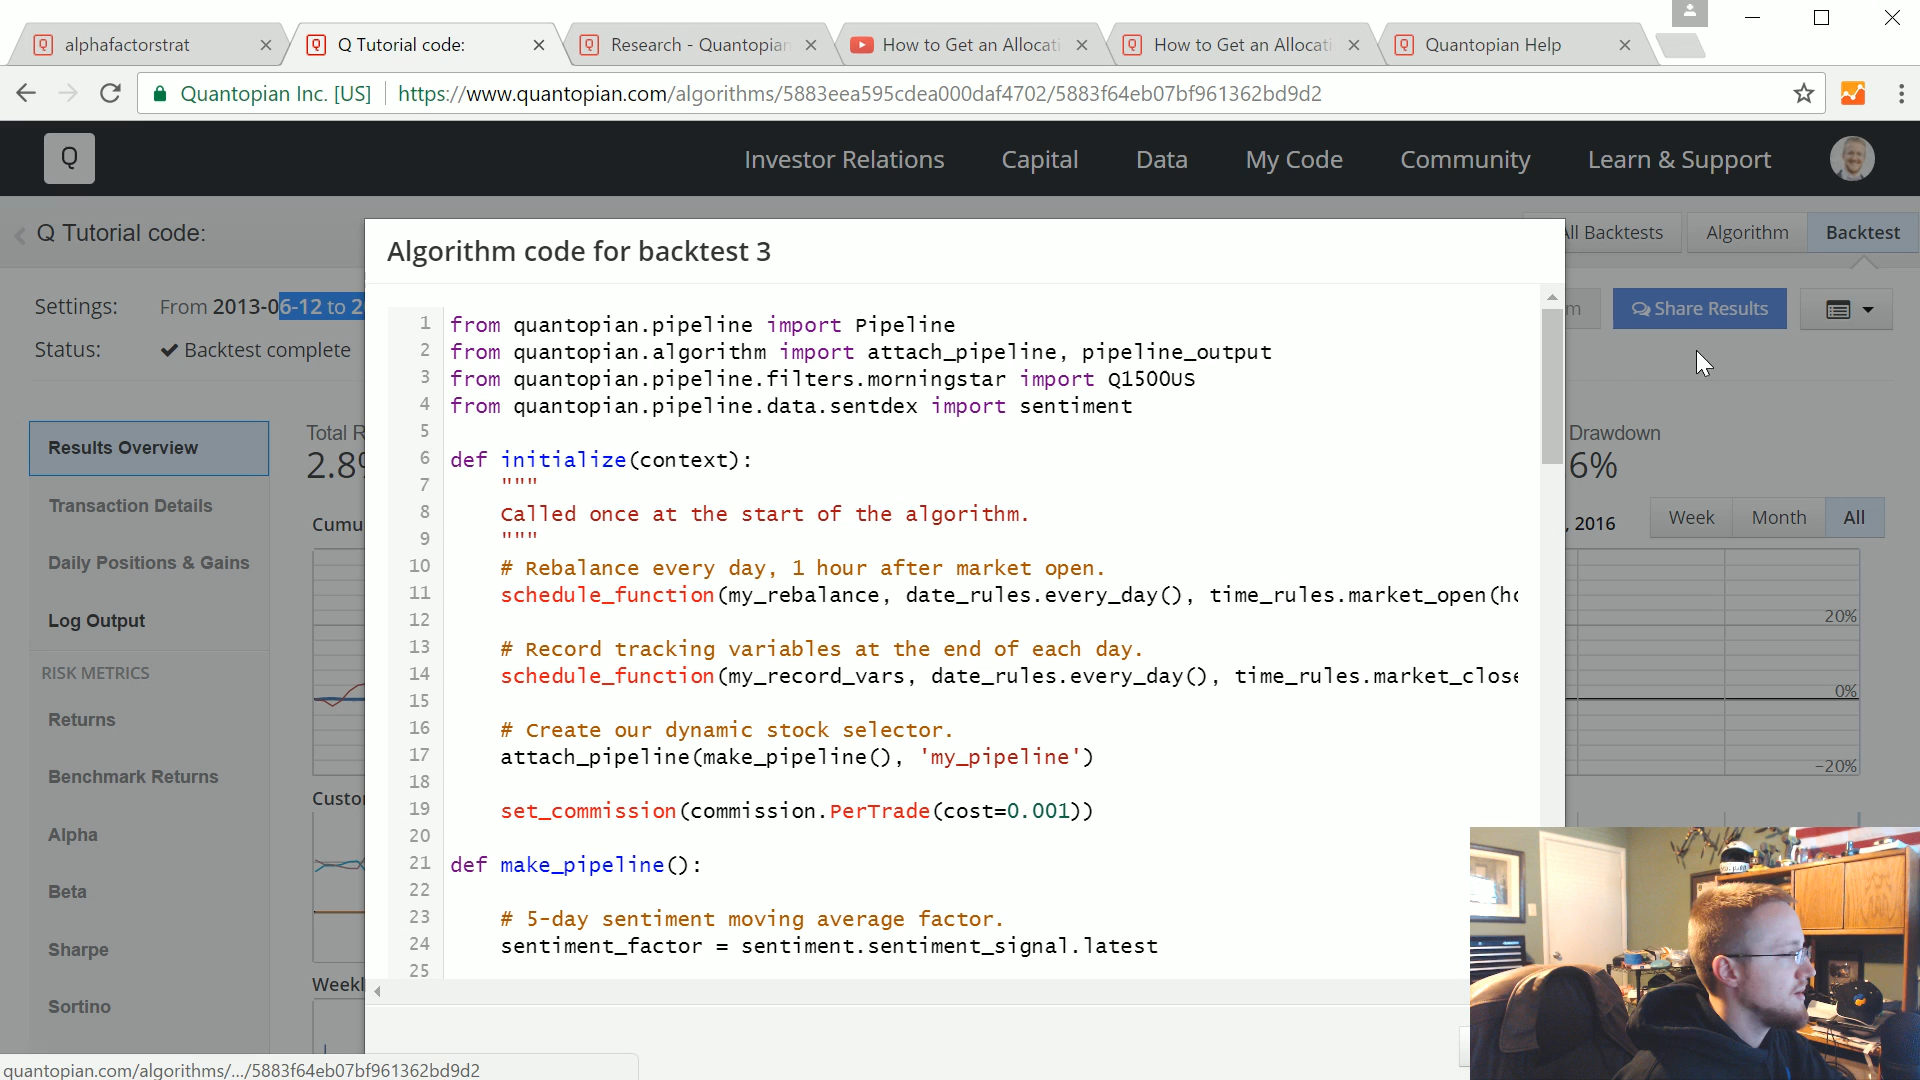 alphafactorstrat
Q Tutorial code:
Research - Quantopian
How to Get an Allocati
How to Get an Allocati
Quantopian Help
Quantopian Inc. [US]
https://www.quantopian.com/algorithms/5883eea595cdea000daf4702/5883f64eb07bf961362bd9d2
Q
Investor Relations
Capital
Data
My Code
Community
Learn & Support
Q Tutorial code:
All Backtests
Algorithm
Backtest
Algorithm code for backtest 3
Settings:
From 2013-06-12 to 2
Share Results
Status:
Backtest complete
1 from quantopian.pipeline import Pipeline
2 from quantopian.algorithm import attach_pipeline, pipeline_output
3 from quantopian.pipeline.filters.morningstar import Q1500US
4 from quantopian.pipeline.data.sentdex import sentiment
5
6 def initialize(context):
7 """
8 Called once at the start of the algorithm.
9 """
10 # Rebalance every day, 1 hour after market open.
11 schedule_function(my_rebalance, date_rules.every_day(), time_rules.market_open(ho
12
13 # Record tracking variables at the end of each day.
14 schedule_function(my_record_vars, date_rules.every_day(), time_rules.market_close
15
16 # Create our dynamic stock selector.
17 attach_pipeline(make_pipeline(), 'my_pipeline')
18
19 set_commission(commission.PerTrade(cost=0.001))
20
21 def make_pipeline():
22
23 # 5-day sentiment moving average factor.
24 sentiment_factor = sentiment.sentiment_signal.latest
25
Results Overview
Transaction Details
Daily Positions & Gains
Log Output
RISK METRICS
Returns
Benchmark Returns
Alpha
Beta
Sharpe
Sortino
Total R
2.8%
Cumu
Custo
Weekl
Drawdown
6%
, 2016
Week
Month
All
20%
0%
-20%
quantopian.com/algorithms/.../5883f64eb07bf961362bd9d2